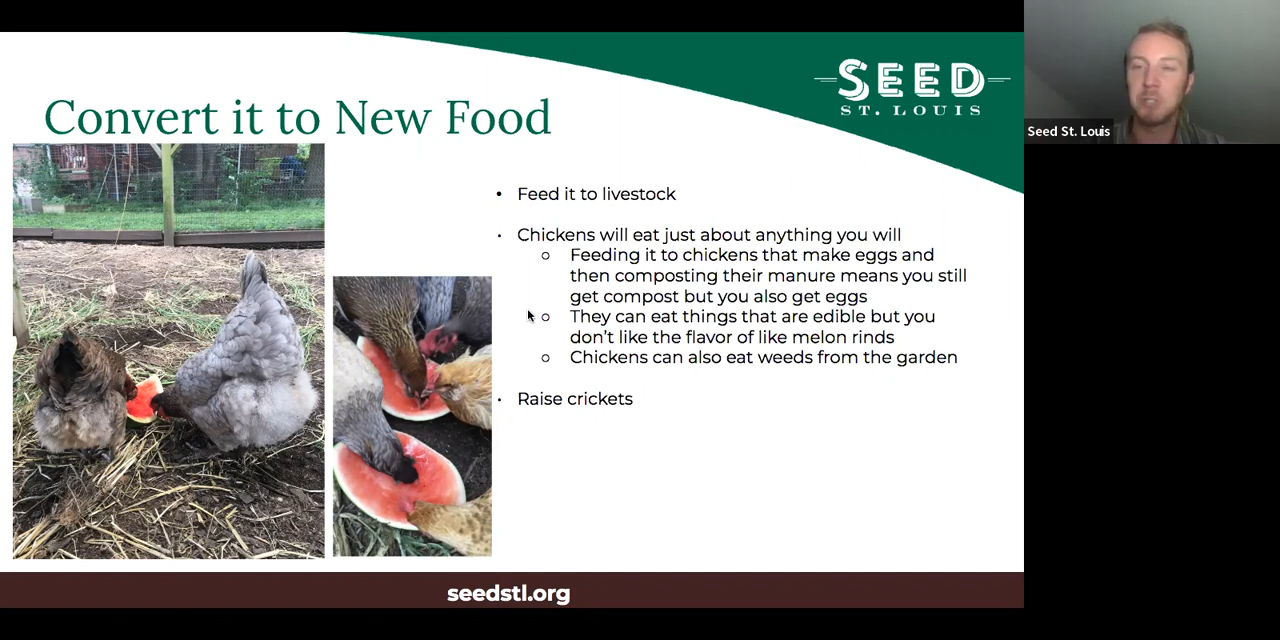 SEED
ST. LOUIS
Seed St. Louis
Convert it to New Food
• Feed it to livestock
• Chickens will eat just about anything you will
○ Feeding it to chickens that make eggs and
then composting their manure means you still
get compost but you also get eggs
○ They can eat things that are edible but you
don’t like the flavor of like melon rinds
○ Chickens can also eat weeds from the garden
• Raise crickets
seedstl.org